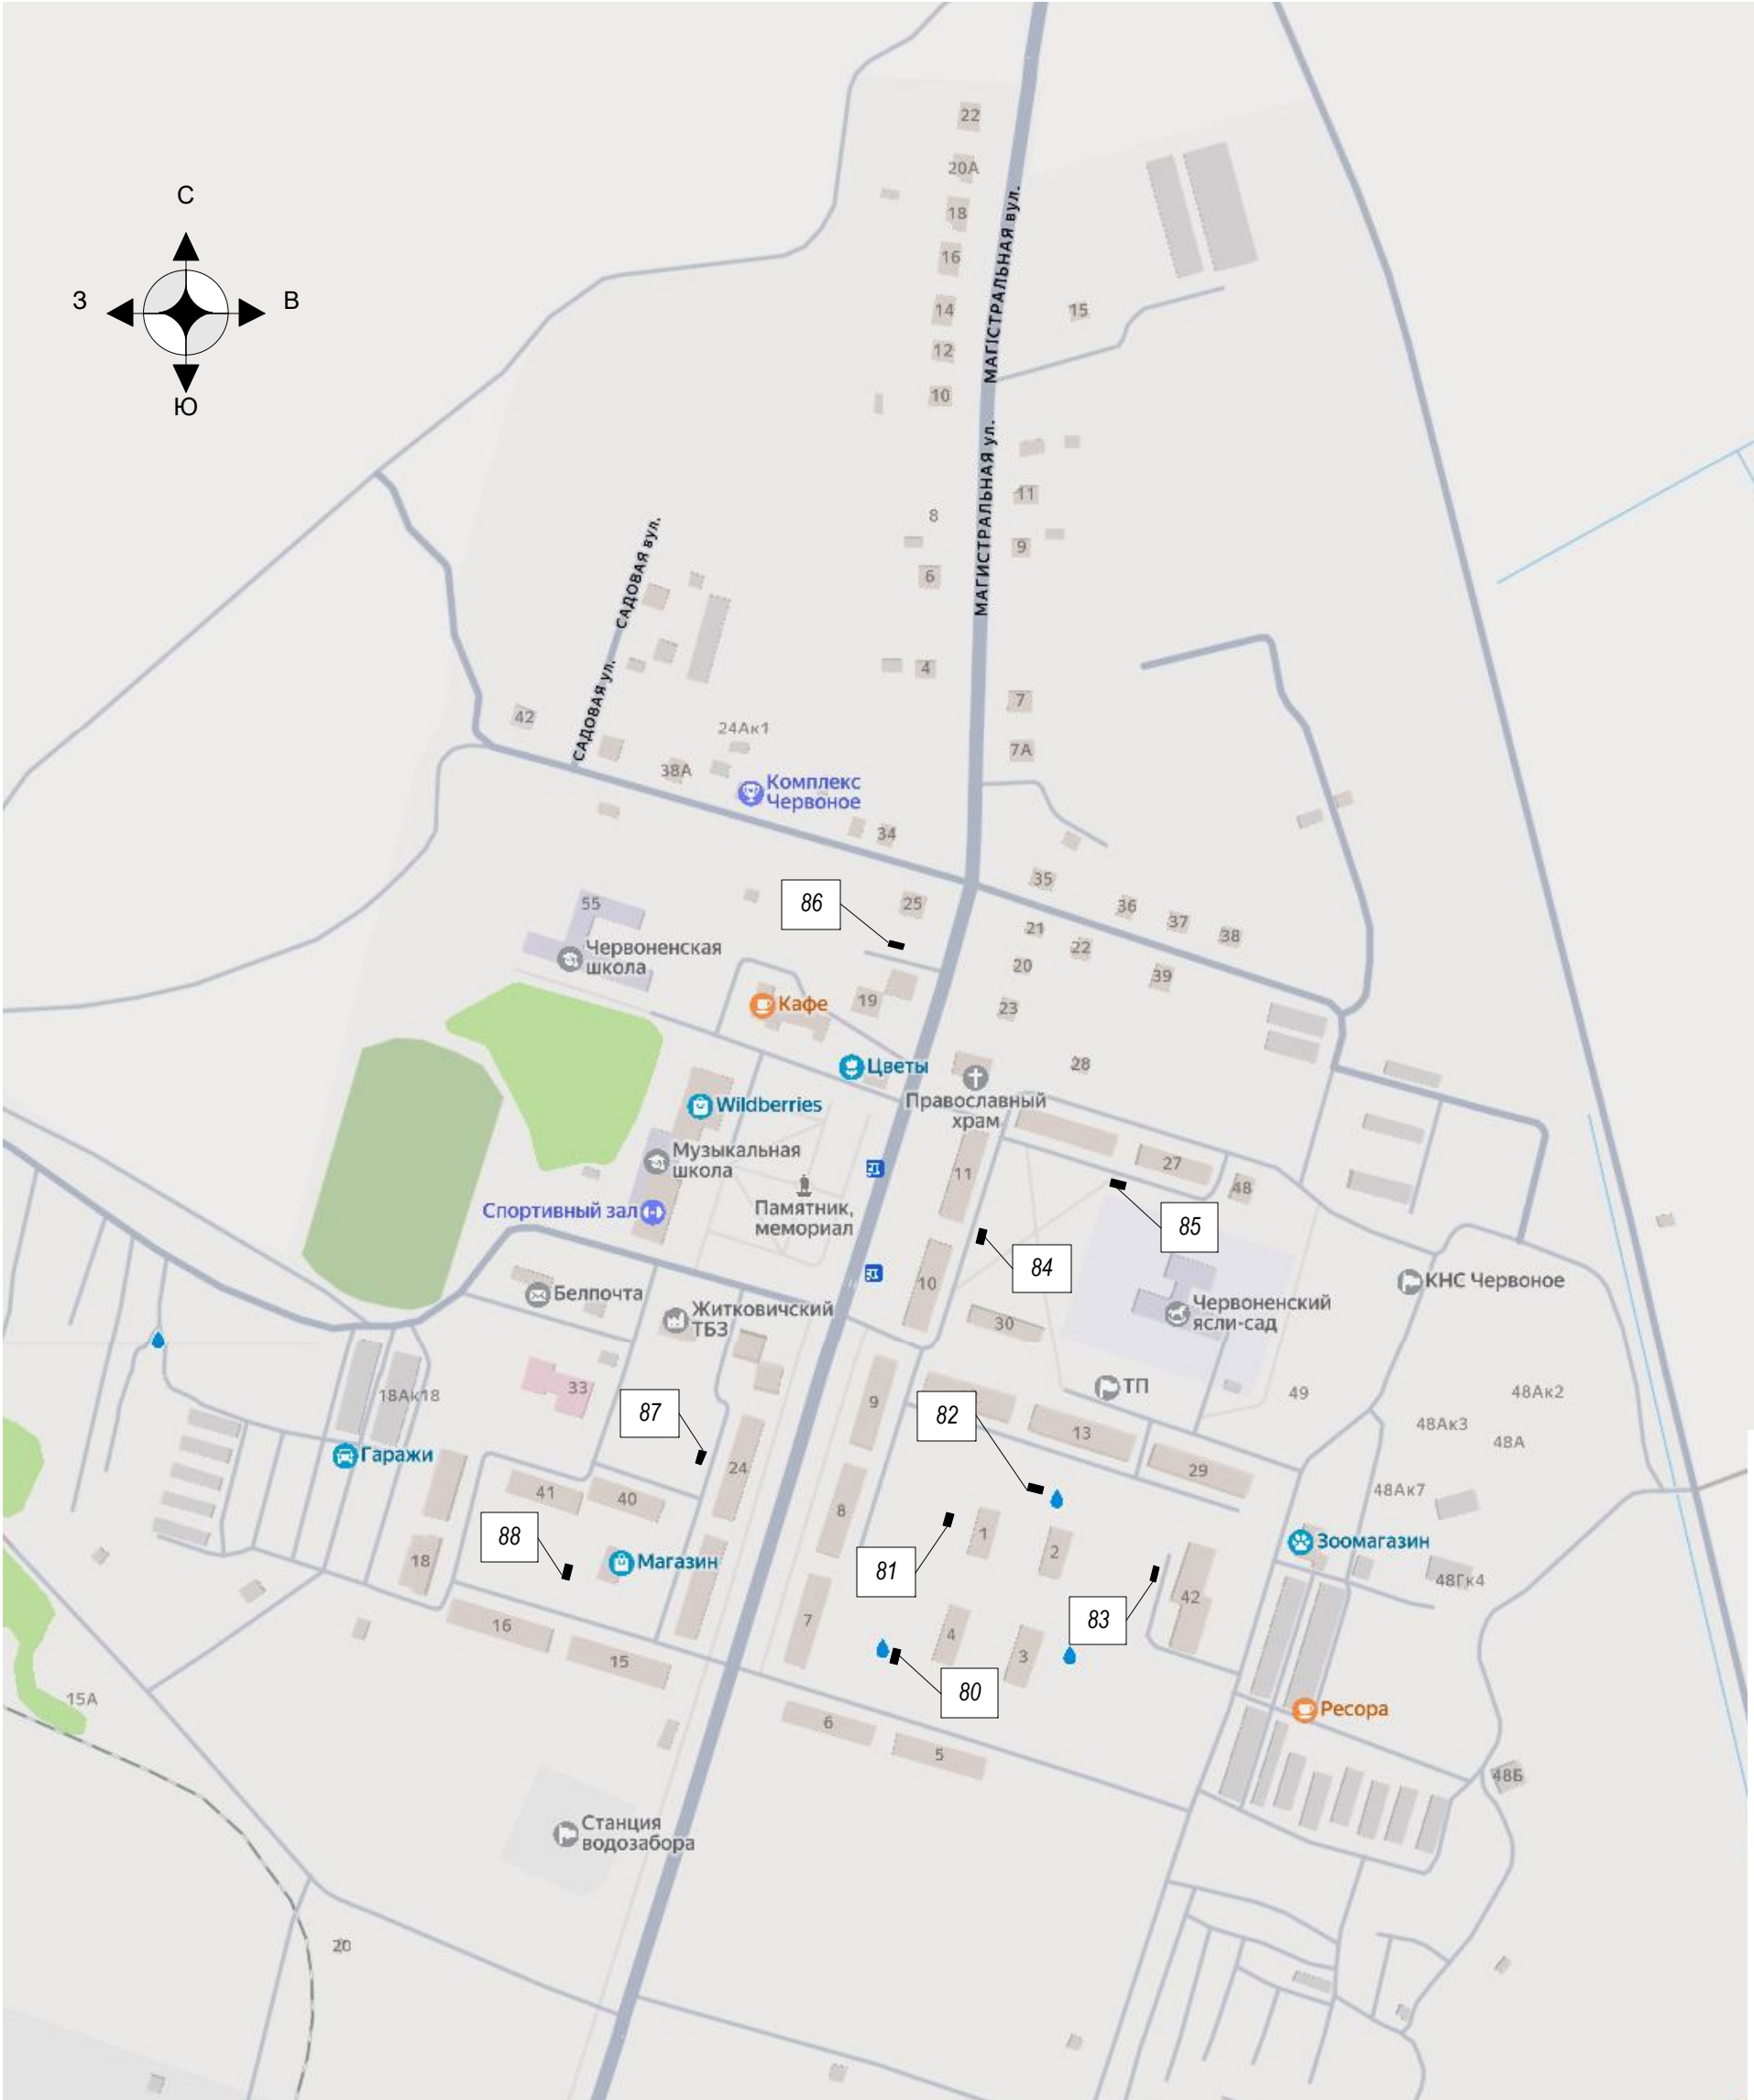 С
З
В
Ю
22
20А
18
16
14
12
10
15
МАГІСТРАЛЬНАЯ вул.
МАГИСТРАЛЬНАЯ ул.
11
8
9
6
4
7
7А
САДОВАЯ вул.
САДОВАЯ ул.
42
24Ак1
38А
Комплекс
Червоное
34
35
36
37
38
86
25
55
21
22
20
39
23
Червоненская
школа
Кафе
19
Цветы
28
Православный
храм
Wildberries
Музыкальная
школа
Спортивный зал
Памятник,
мемориал
11
27
48
85
84
10
30
Червоненский
ясли-сад
КНС Червоное
Белпочта
Житковичский
ТБЗ
33
18Ак18
Гаражи
87
24
9
82
ТП
13
29
49
48Ак2
48Ак3
48А
48Ак7
41
40
8
88
Магазин
18
81
1
2
83
42
Зоомагазин
48Гк4
16
15
7
4
3
80
6
5
15А
Ресора
48Б
Станция
водозабора
20